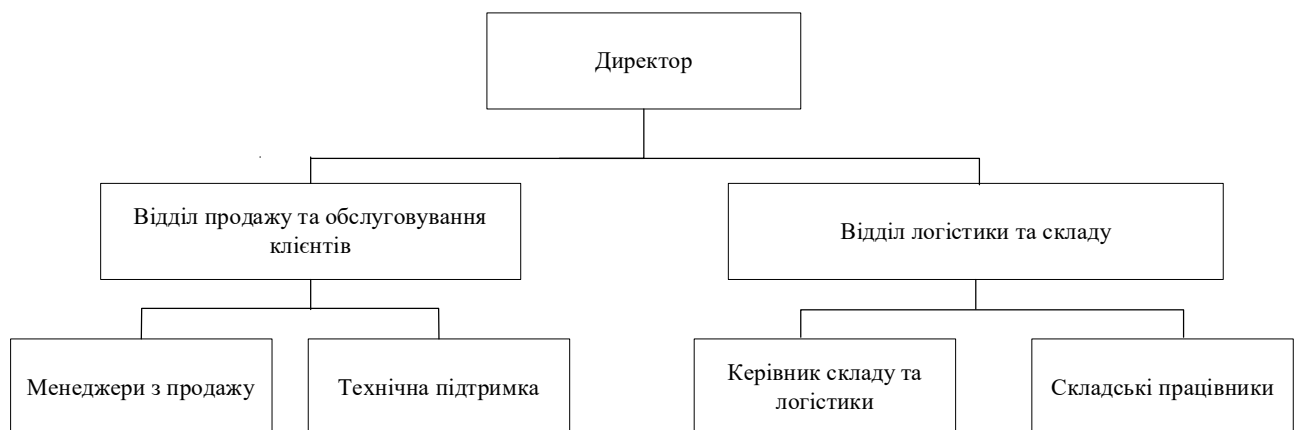 Директор
Відділ продажу та обслуговування
клієнтів
Відділ логістики та складу
Менеджери з продажу
Технічна підтримка
Керівник складу та
логістики
Складські працівники